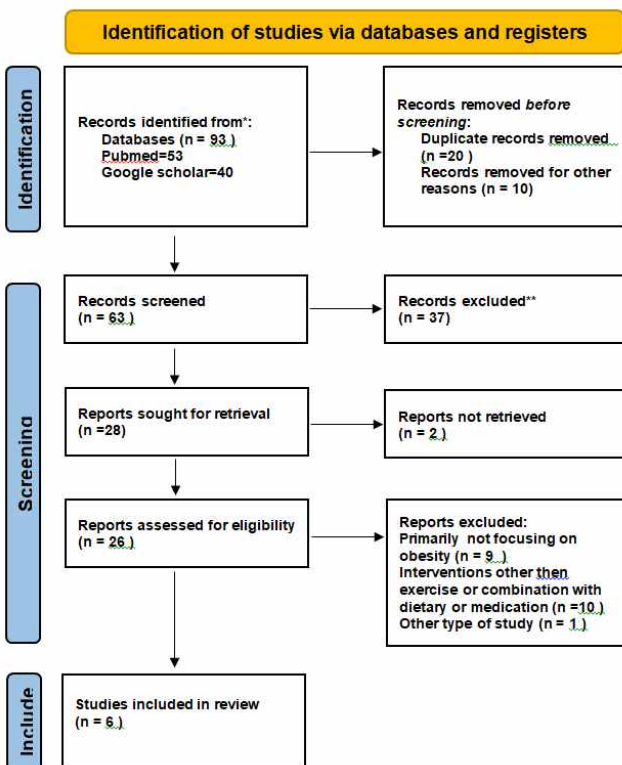 Identification of studies via databases and registers
Identification
Records identified from*:
Databases (n = 93 )
Pubmed=53
Google scholar=40
Records removed before
screening:
Duplicate records removed
(n =20 )
Records removed for other
reasons (n = 10)
Screening
Records screened
(n = 63 )
Records excluded**
(n = 37)
Reports sought for retrieval
(n =28)
Reports not retrieved
(n = 2 )
Reports assessed for eligibility
(n = 26 )
Reports excluded:
Primarily not focusing on
obesity (n = 9 )
Interventions other then
exercise or combination with
dietary or medication (n =10 )
Other type of study (n = 1 )
Include
Studies included in review
(n = 6 )